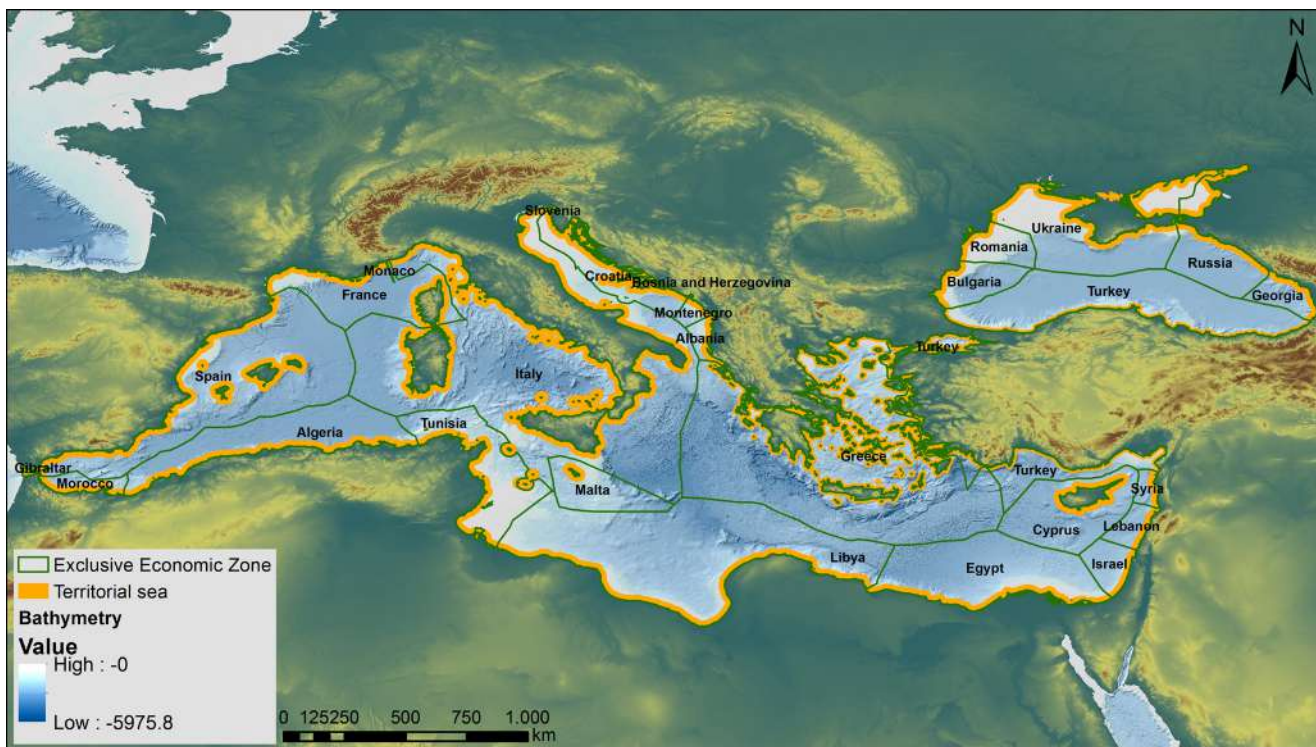 N
Slovenia
Ukraine
Romania
Croatia
Bosnia and Herzegovina
Russia
Monaco
Bulgaria
Turkey
Georgia
France
Montenegro
Albania
Turkey
Spain
Italy
Tunisia
Algeria
Greece
Gibraltar
Morocco
Turkey
Malta
Syria
Cyprus
Lebanon
Libya
Egypt
Israel
Exclusive Economic Zone
Territorial sea
Bathymetry
Value
High : -0
Low : -5975.8
0 125250 500 750 1.000
km